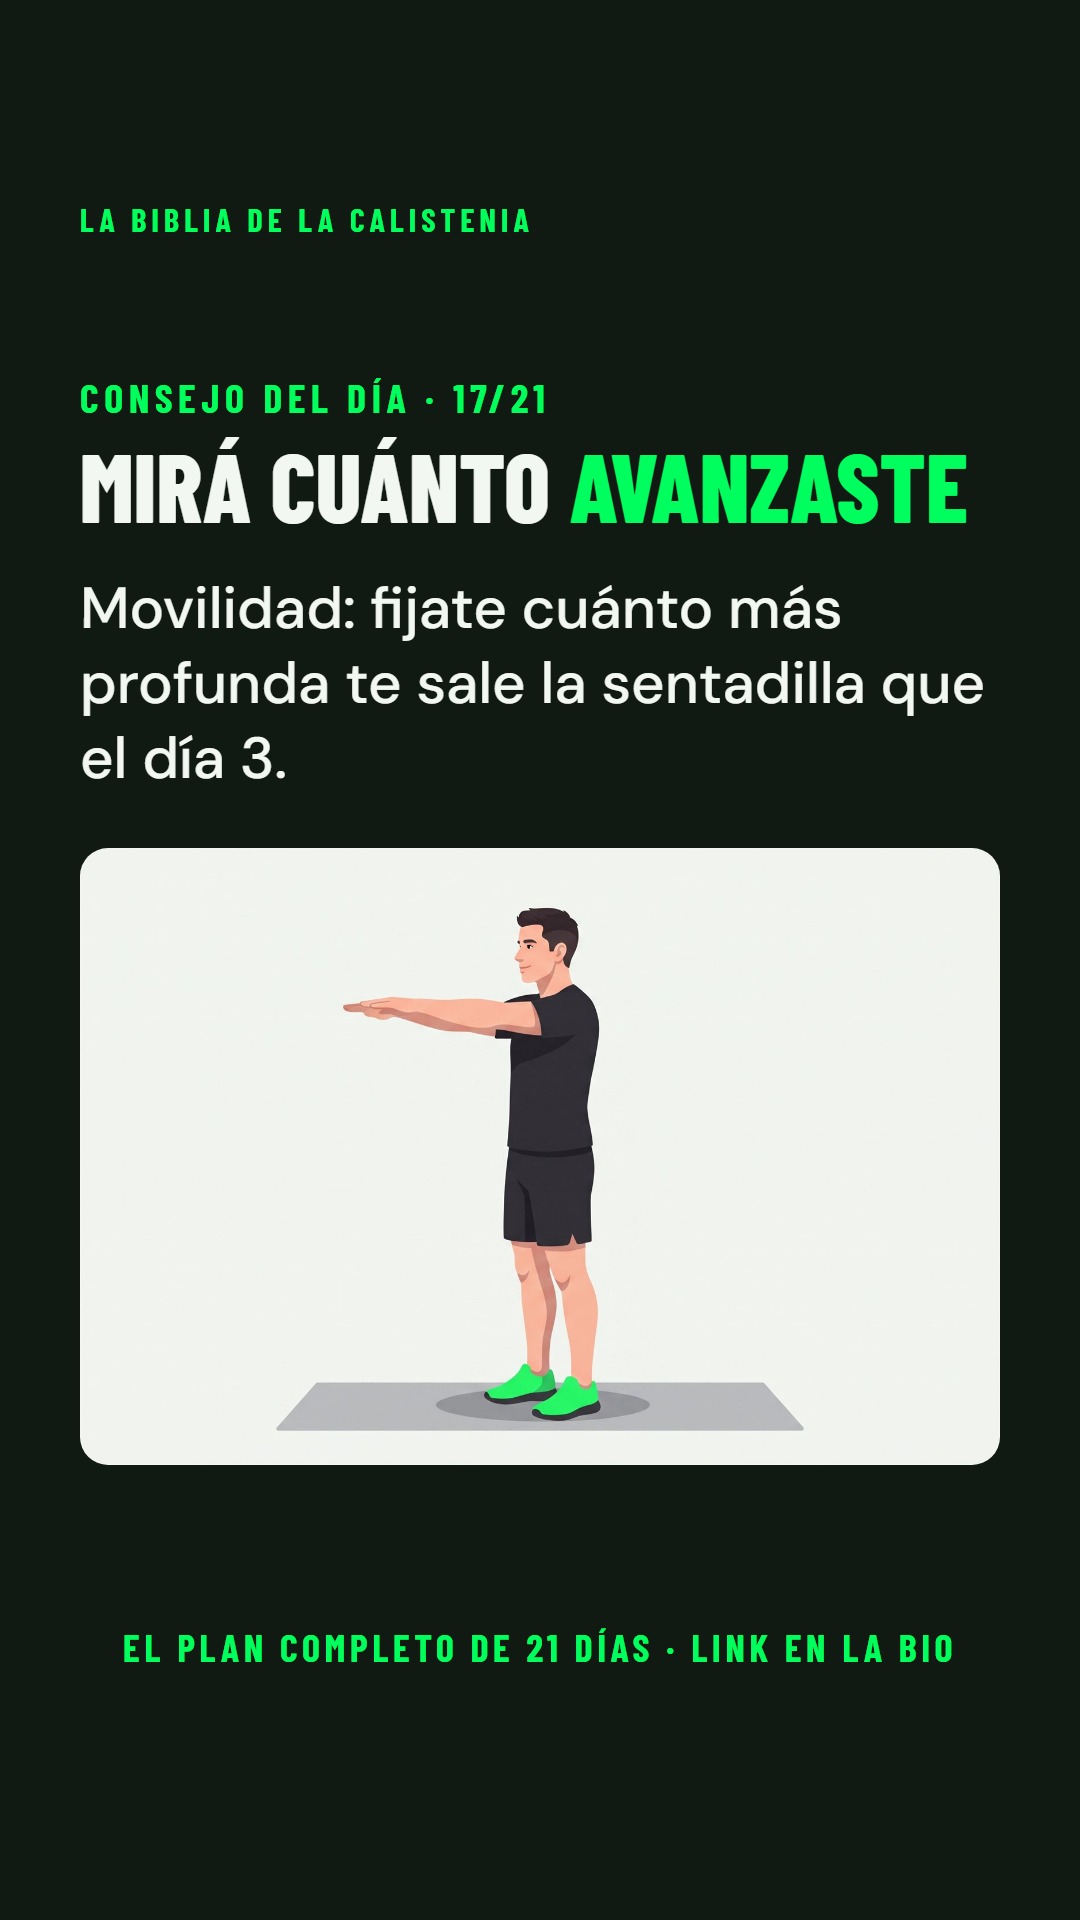 LA BIBLIA DE LA CALISTENIA
CONSEJO DEL DÍA · 17/21
MIRÁ CUÁNTO AVANZASTE
Movilidad: fijate cuánto más
profunda te sale la sentadilla que
el día 3.
EL PLAN COMPLETO DE 21 DÍAS · LINK EN LA BIO